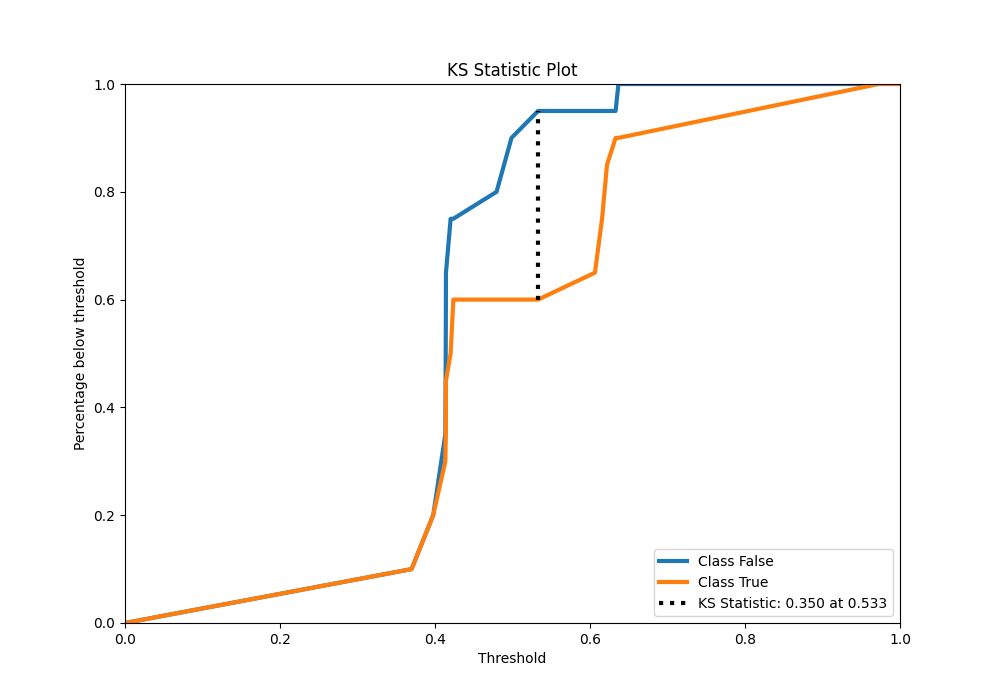 KS Statistic Plot
1.0
0.8
0.6
0.4
0.2
0.0
Percentage below threshold
0.0 0.2 0.4 0.6 0.8 1.0
Threshold
Class False
Class True
KS Statistic: 0.350 at 0.533